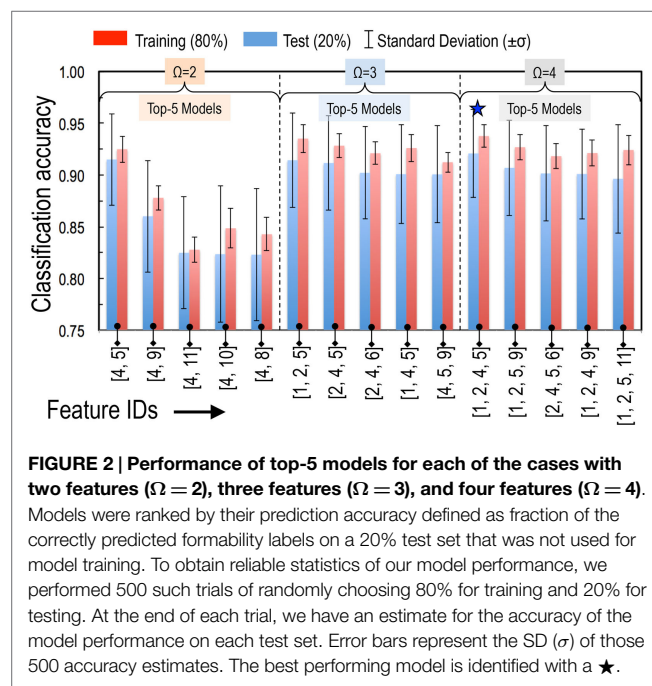 Training (80%) Test (20%) Standard Deviation (±σ)
Ω=2 Ω=3 Ω=4
Top-5 Models Top-5 Models Top-5 Models
Classification accuracy
1.00
0.95
0.90
0.85
0.80
0.75
[4, 5] [4, 9] [4, 11] [4, 10] [4, 8] [1, 2, 5] [2, 4, 5] [2, 4, 6] [1, 4, 5] [4, 5, 9] [1, 2, 4, 5] [1, 2, 5, 9] [2, 4, 5, 6] [1, 2, 4, 9] [1, 2, 5, 11]
Feature IDs
FIGURE 2 | Performance of top-5 models for each of the cases with
two features (Ω = 2), three features (Ω = 3), and four features (Ω = 4).
Models were ranked by their prediction accuracy defined as fraction of the
correctly predicted formability labels on a 20% test set that was not used for
model training. To obtain reliable statistics of our model performance, we
performed 500 such trials of randomly choosing 80% for training and 20% for
testing. At the end of each trial, we have an estimate for the accuracy of the
model performance on each test set. Error bars represent the SD (σ) of those
500 accuracy estimates. The best performing model is identified with a ★.